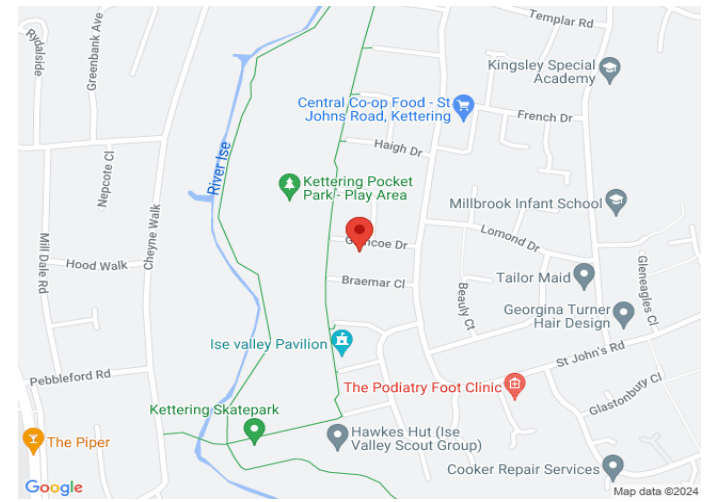 Templar Rd
Rydalside
Greenbank Ave
Kingsley Special
Academy
Central Co-op Food - St
Johns Road, Kettering
French Dr
Haigh Dr
Nepcote Cl
River Ise
Kettering Pocket
Park - Play Area
Millbrook Infant School
Cheyne Walk
Mill Dale Rd
Hood Walk
Lomond Dr
Gleneagles Cl
Braemar Cl
Tailor Maid
Beauly Ct
Georgina Turner
Hair Design
Ise valley Pavilion
St John's Rd
Pebbleford Rd
The Podiatry Foot Clinic
Glastonbury Cl
Kettering Skatepark
The Piper
Hawkes Hut (Ise
Valley Scout Group)
Cooker Repair Services
Google
Map data ©2024